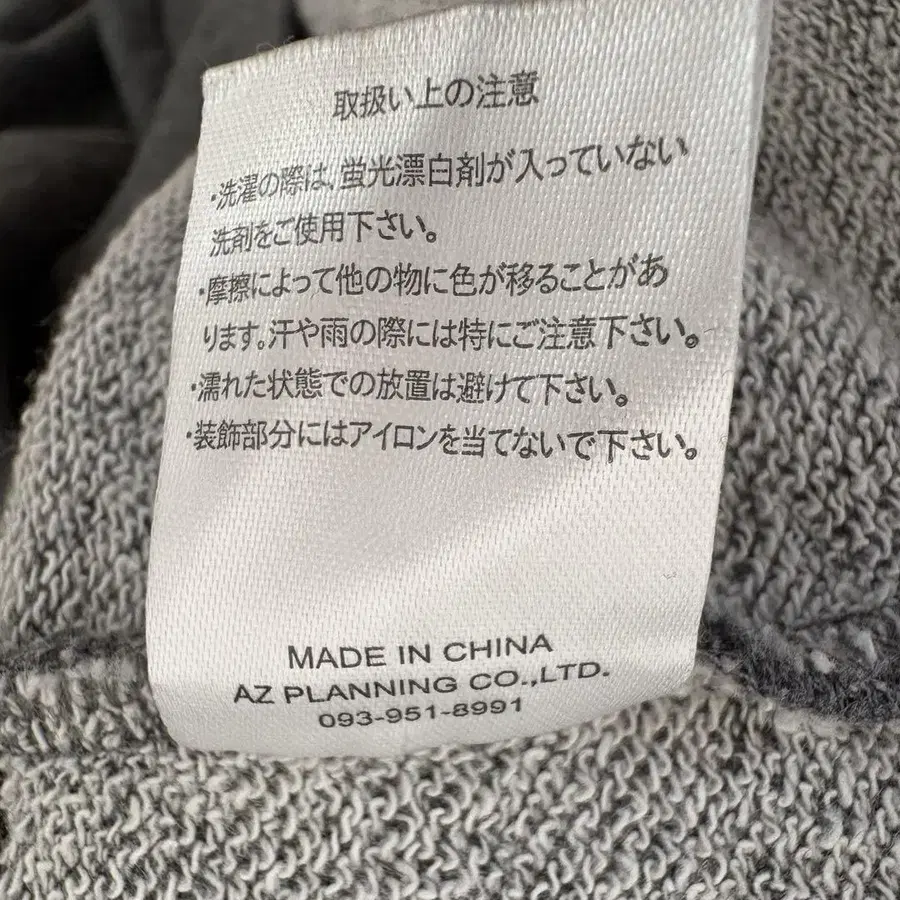 取扱い上の注意
・洗濯の際は、蛍光漂白剤が入っていない
洗剤をご使用下さい。
・摩擦によって他の物に色が移ることがあ
ります。汗や雨の際には特にご注意下さい。
・濡れた状態での放置は避けて下さい。
・装飾部分にはアイロンを当てないで下さい。
MADE IN CHINA
AZ PLANNING CO.,LTD.
093-951-8991